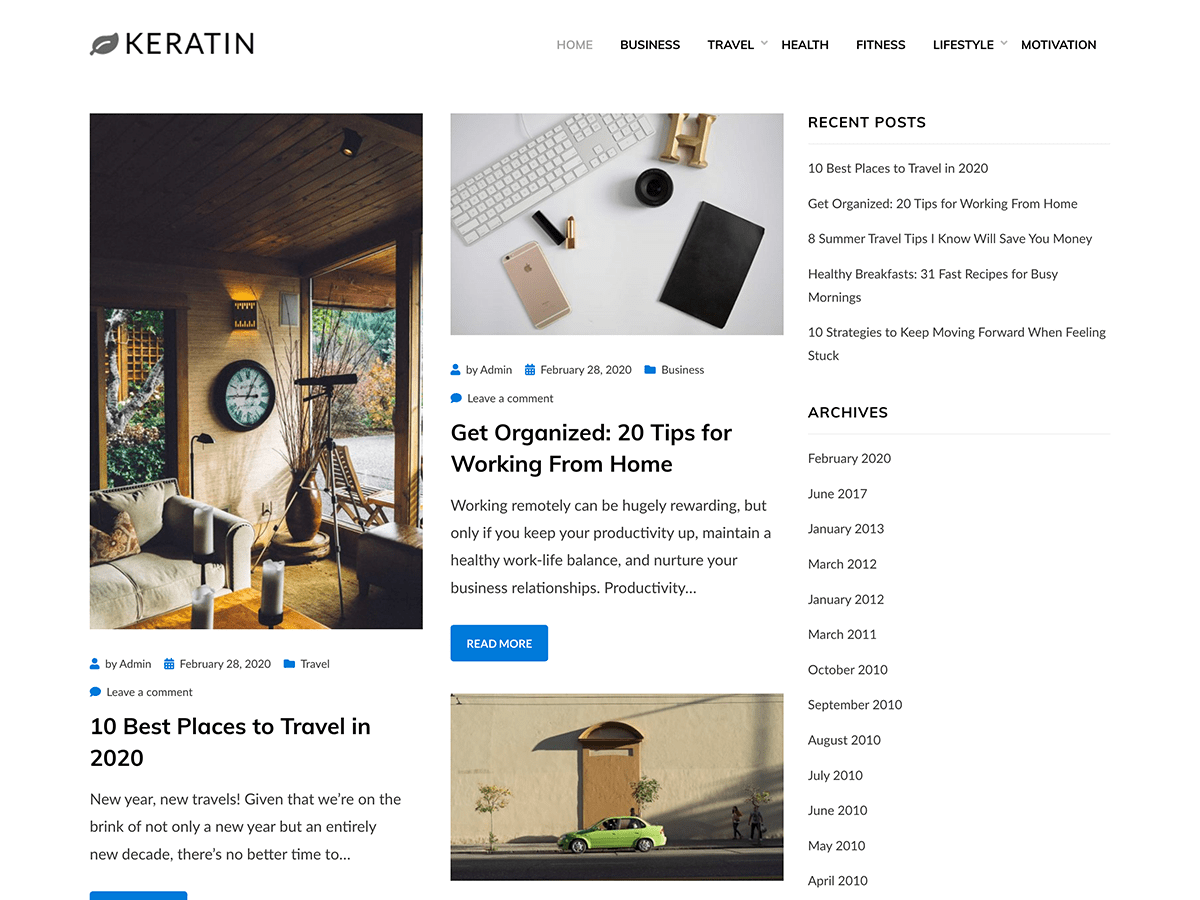 KERATIN
HOME BUSINESS TRAVEL HEALTH FITNESS LIFESTYLE MOTIVATION
by Admin February 28, 2020 Travel
Leave a comment
10 Best Places to Travel in
2020
New year, new travels! Given that we’re on the
brink of not only a new year but an entirely
new decade, there’s no better time to…
H
by Admin February 28, 2020 Business
Leave a comment
Get Organized: 20 Tips for
Working From Home
Working remotely can be hugely rewarding, but
only if you keep your productivity up, maintain a
healthy work-life balance, and nurture your
business relationships. Productivity…
READ MORE
RECENT POSTS
10 Best Places to Travel in 2020
Get Organized: 20 Tips for Working From Home
8 Summer Travel Tips I Know Will Save You Money
Healthy Breakfasts: 31 Fast Recipes for Busy
Mornings
10 Strategies to Keep Moving Forward When Feeling
Stuck
ARCHIVES
February 2020
June 2017
January 2013
March 2012
January 2012
March 2011
October 2010
September 2010
August 2010
July 2010
June 2010
May 2010
April 2010